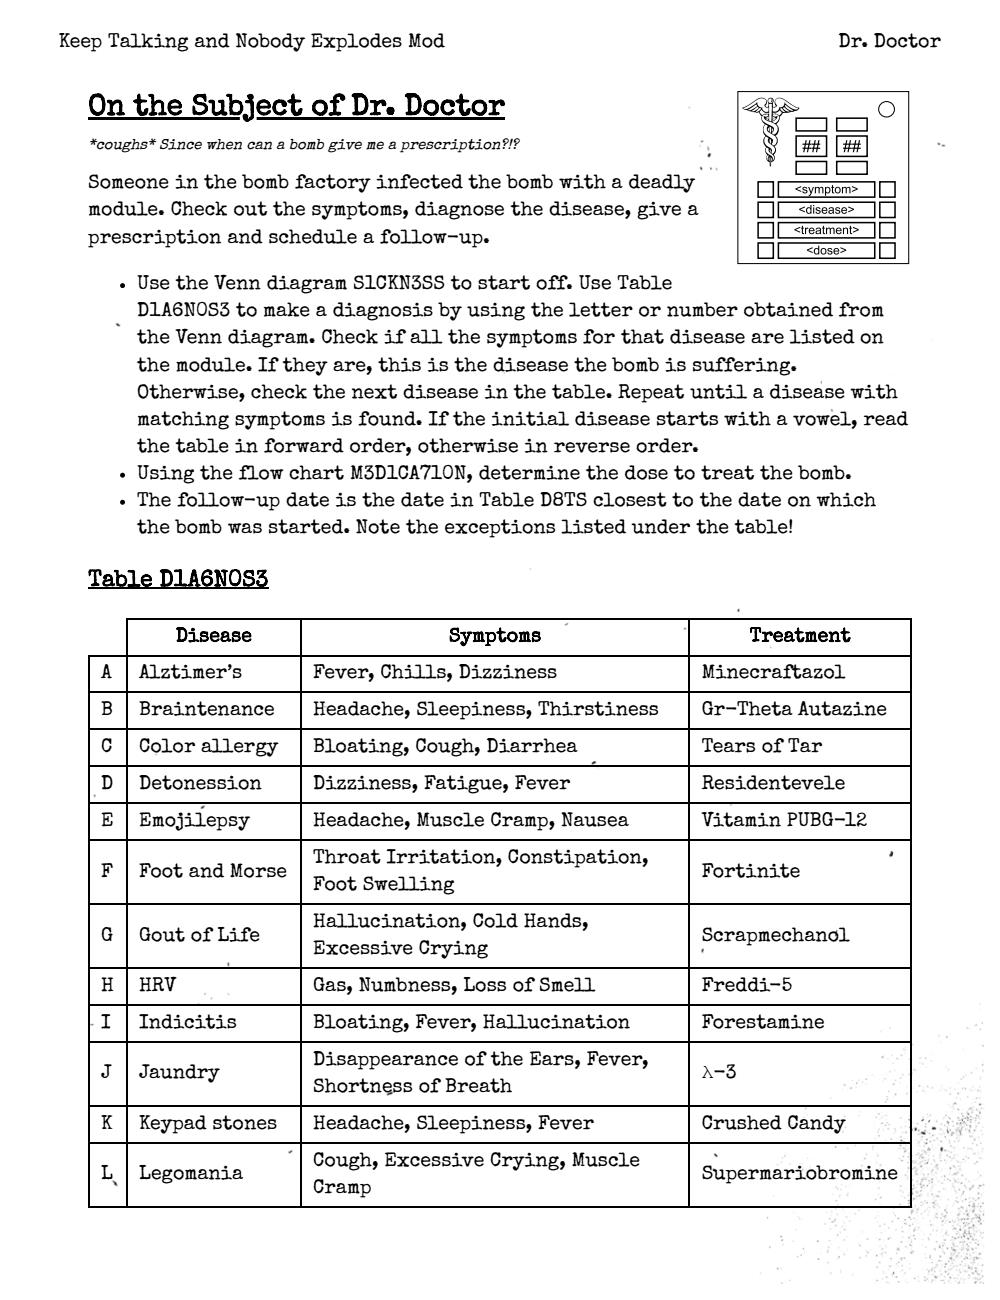 Keep Talking and Nobody Explodes Mod
Dr. Doctor
On the Subject of Dr. Doctor
*coughs* Since when can a bomb give me a prescription?!?
Someone in the bomb factory infected the bomb with a deadly
module. Check out the symptoms, diagnose the disease, give a
prescription and schedule a follow-up.
##
##
<symptom>
<disease>
<treatment>
<dose>
• Use the Venn diagram S1CKN3SS to start off. Use Table
D1A6N0S3 to make a diagnosis by using the letter or number obtained from
the Venn diagram. Check if all the symptoms for that disease are listed on
the module. If they are, this is the disease the bomb is suffering.
Otherwise, check the next disease in the table. Repeat until a disease with
matching symptoms is found. If the initial disease starts with a vowel, read
the table in forward order, otherwise in reverse order.
• Using the flow chart M3D1CA710N, determine the dose to treat the bomb.
• The follow-up date is the date in Table D8TS closest to the date on which
the bomb was started. Note the exceptions listed under the table!
Table D1A6N0S3
Disease Symptoms Treatment
A Alztimer's Fever, Chills, Dizziness Minecraftazol
B Braintenance Headache, Sleepiness, Thirstiness Gr-Theta Autazine
C Color allergy Bloating, Cough, Diarrhea Tears of Tar
D Detonession Dizziness, Fatigue, Fever Residentevele
E Emojilepsy Headache, Muscle Cramp, Nausea Vitamin PUBG-12
F Foot and Morse Throat Irritation, Constipation,
Foot Swelling Fortinite
G Gout of Life Hallucination, Cold Hands,
Excessive Crying Scrapmechanol
H HRV Gas, Numbness, Loss of Smell Freddi-5
I Indicitis Bloating, Fever, Hallucination Forestamine
J Jaundry Disappearance of the Ears, Fever,
Shortness of Breath λ-3
K Keypad stones Headache, Sleepiness, Fever Crushed Candy
L Legomania Cough, Excessive Crying, Muscle
Cramp Supermariobromine